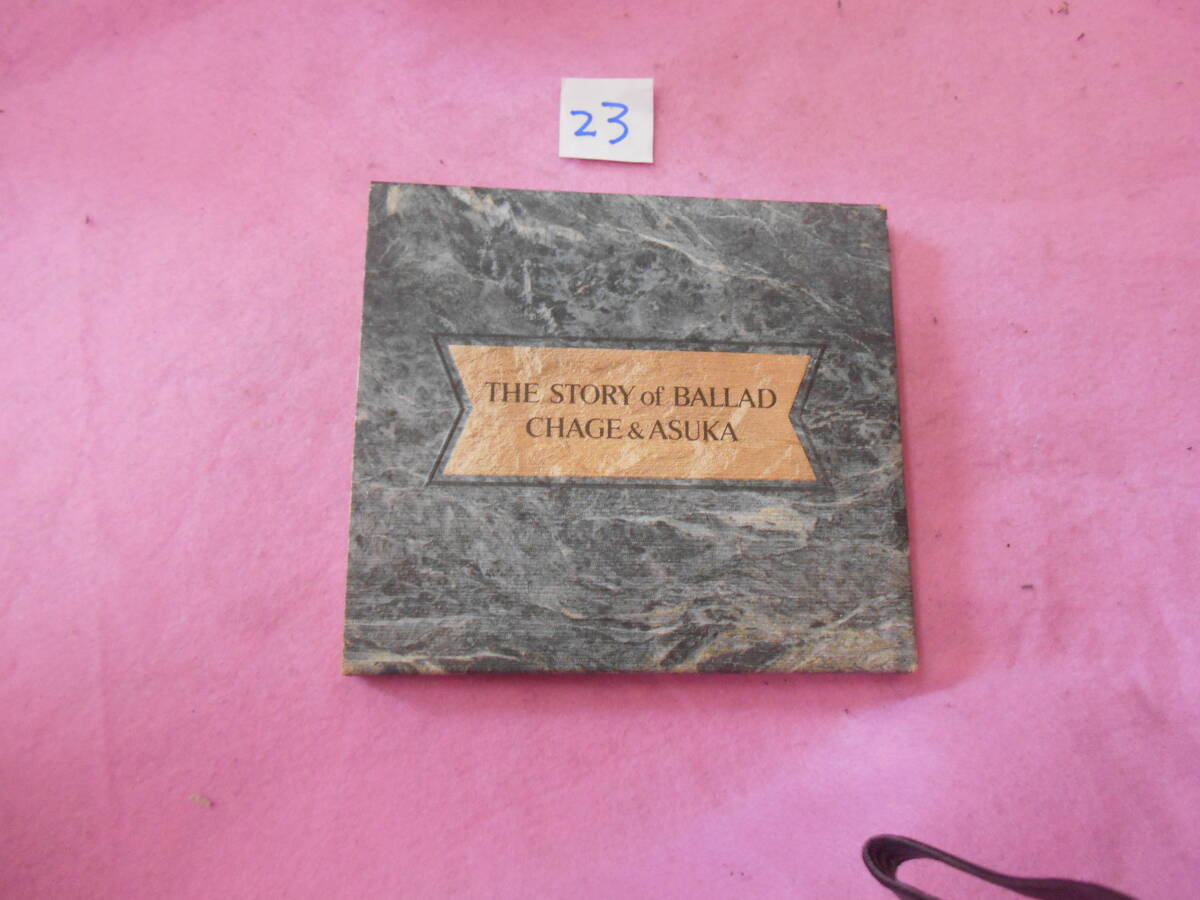 23
THE STORY of BALLAD
CHAGE & ASUKA